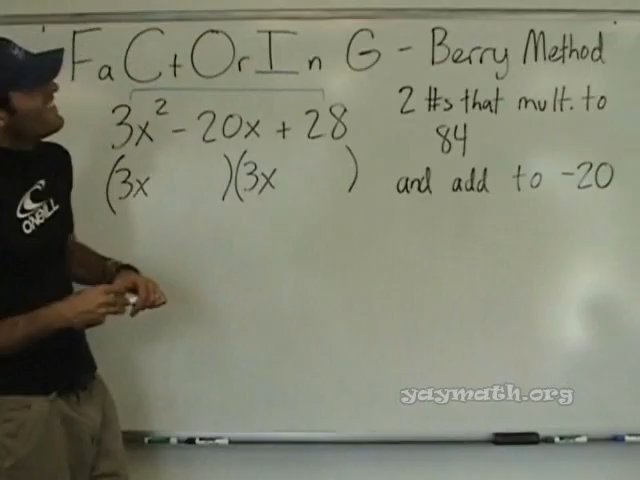 FaCtOrInG - Berry Method
3x² - 20x + 28
(3x )(3x )
2 #s that mult. to
84
and add to -20
O'NEILL
yaymath.org